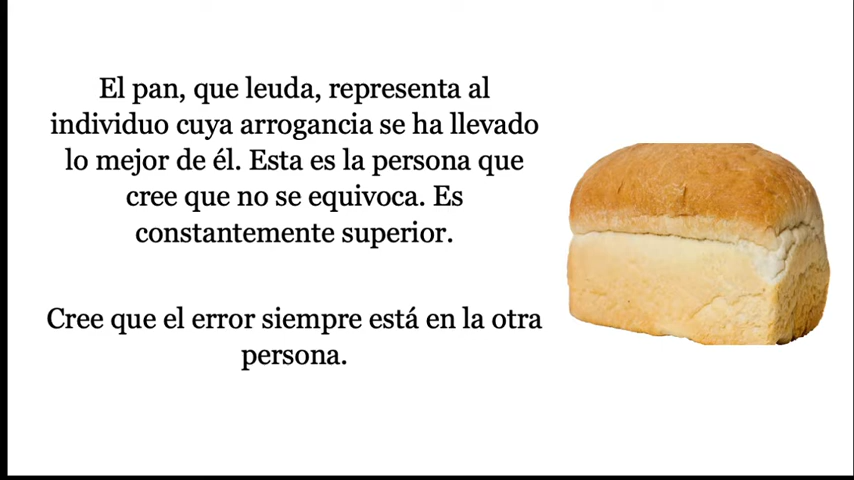 El pan, que leuda, representa al
individuo cuya arrogancia se ha llevado
lo mejor de él. Esta es la persona que
cree que no se equivoca. Es
constantemente superior.
Cree que el error siempre está en la otra
persona.